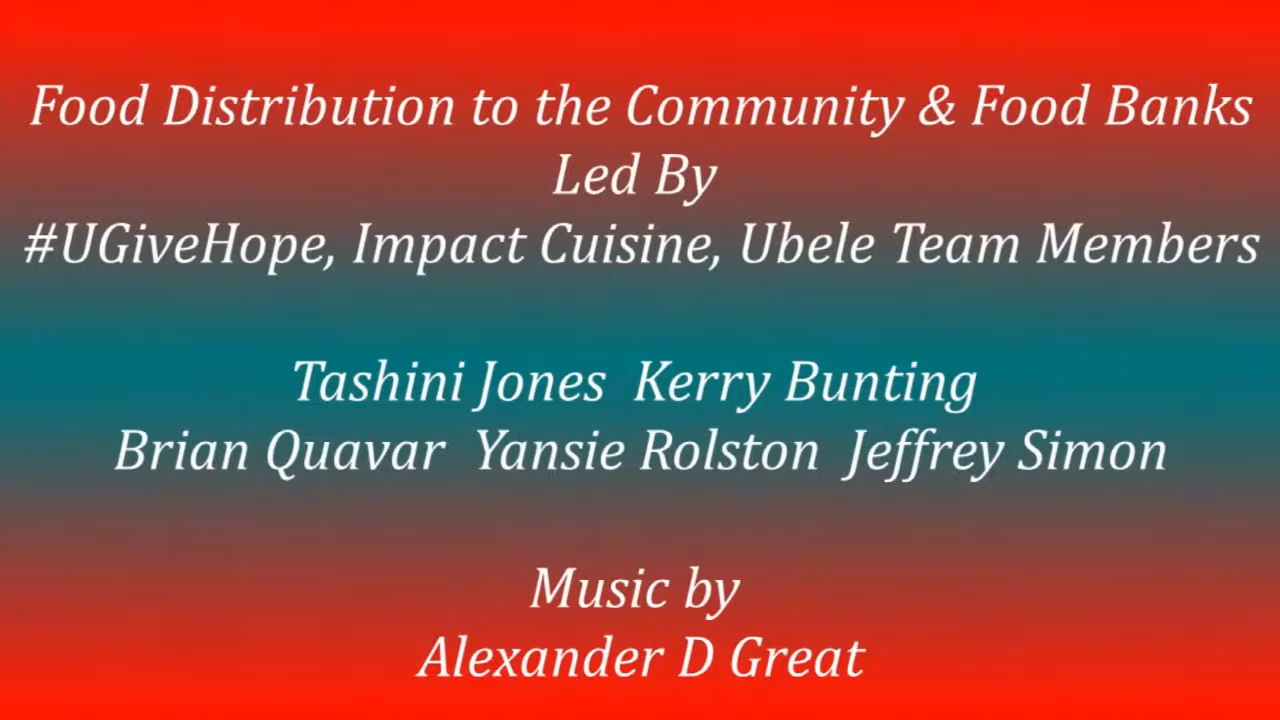 Food Distribution to the Community & Food Banks
Led By
#UGiveHope, Impact Cuisine, Ubele Team Members
Tashini Jones Kerry Bunting
Brian Quavar Yansie Rolston Jeffrey Simon
Music by
Alexander D Great